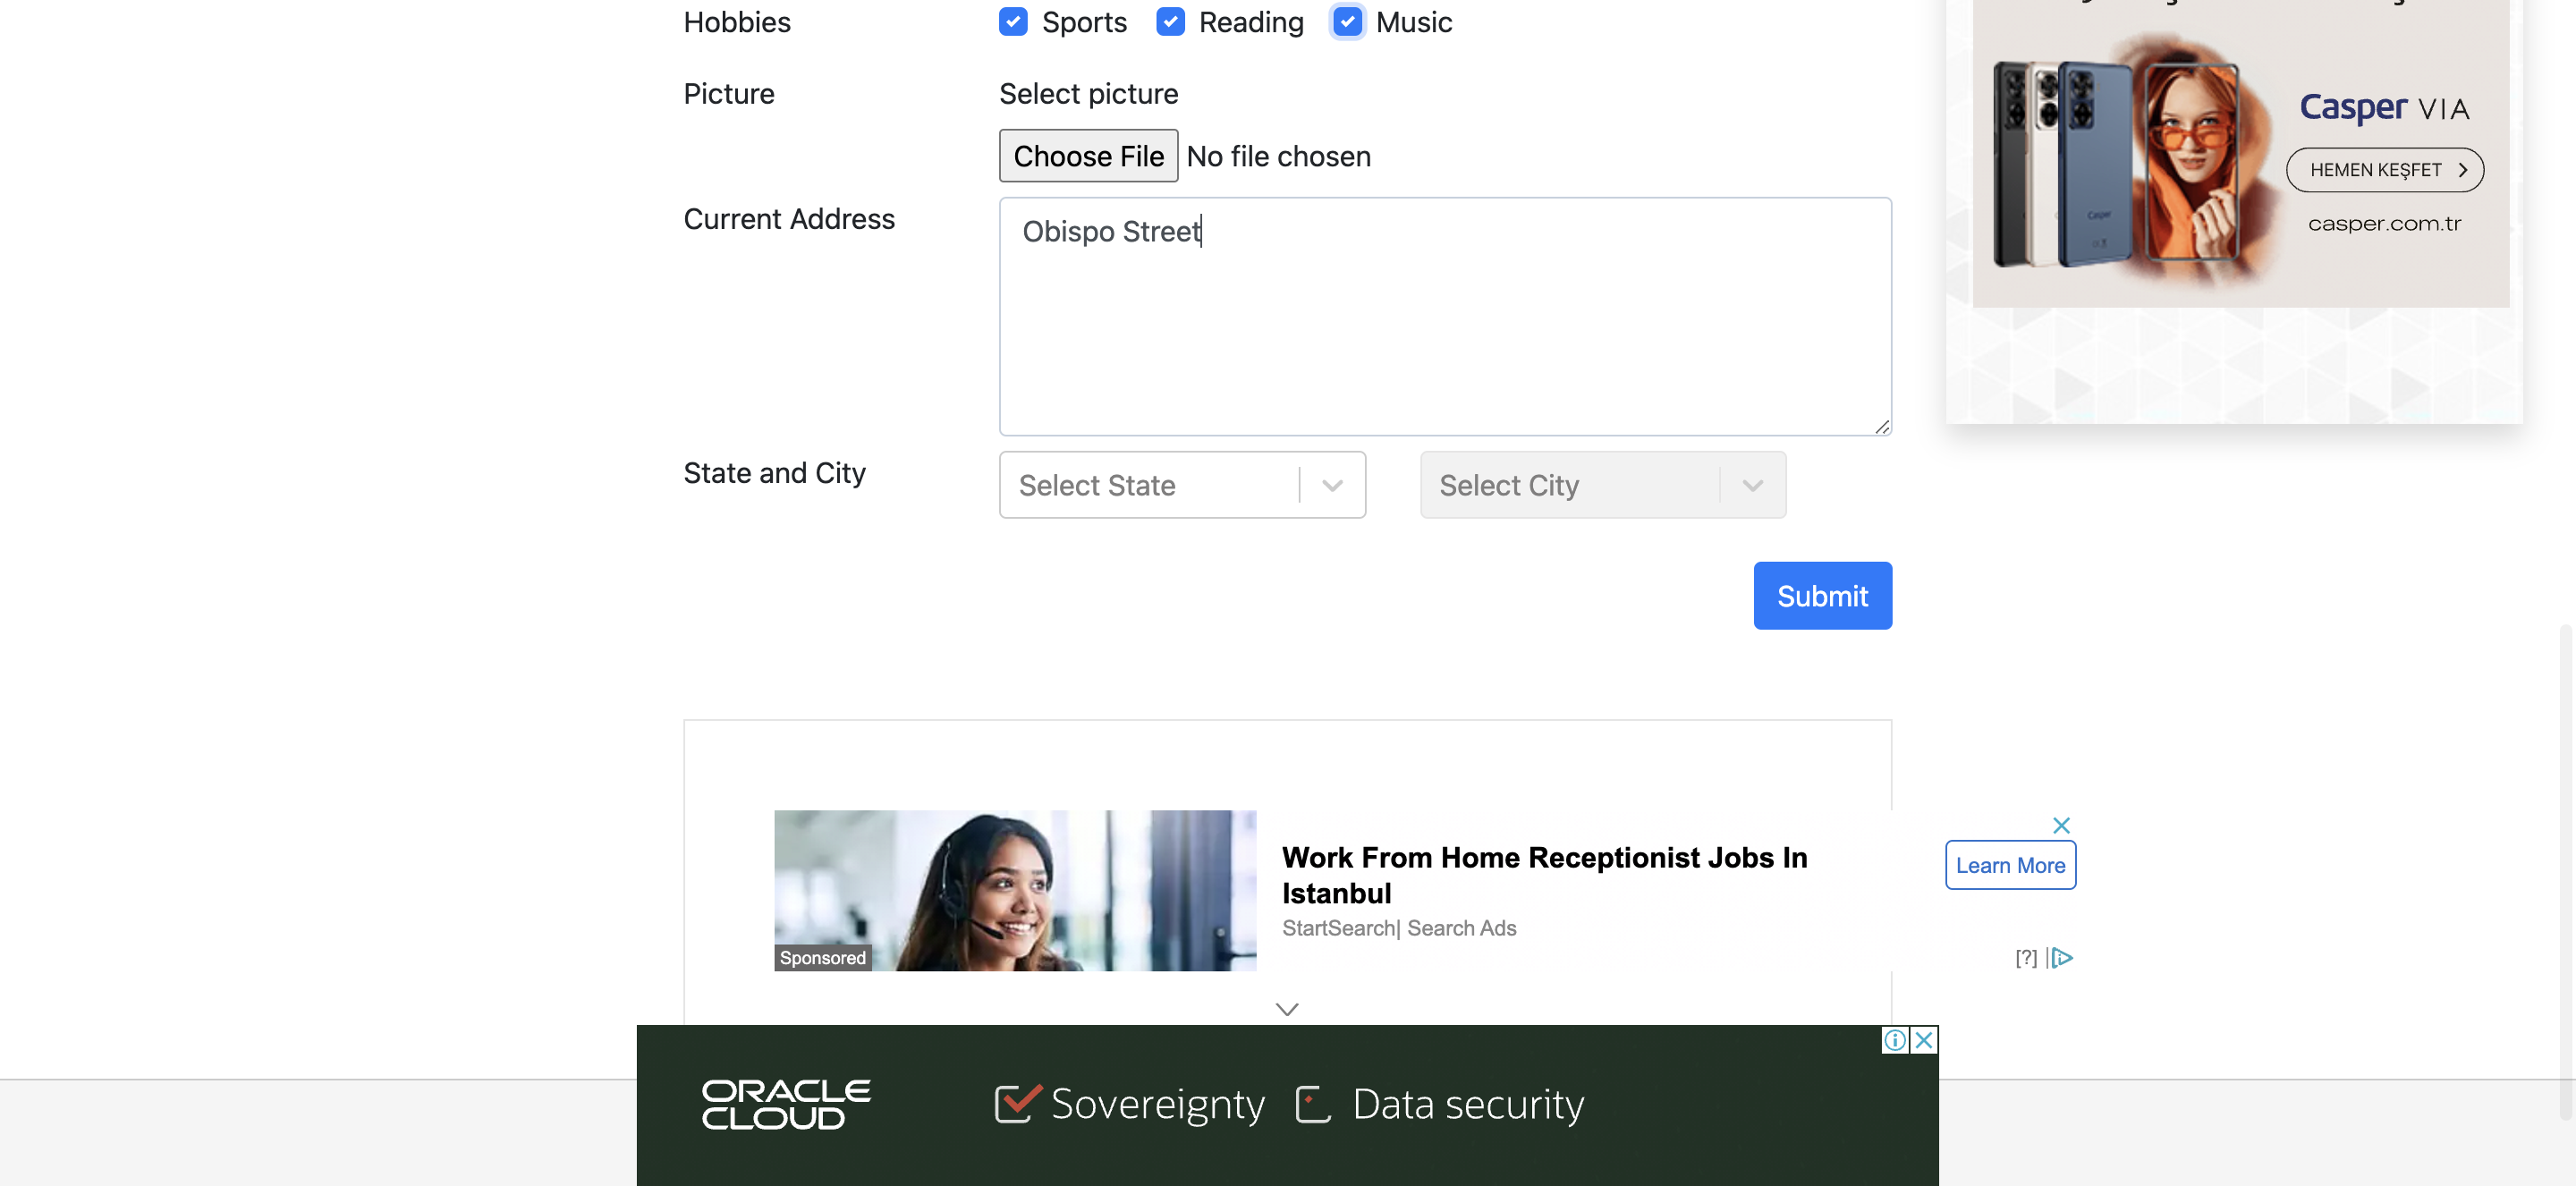 Hobbies
Sports
Reading
Music
Picture
Select picture
Choose File
No file chosen
Current Address
Obispo Street
State and City
Select State
Select City
Submit
Casper VIA
HEMEN KEŞFET
casper.com.tr
Casper
Work From Home Receptionist Jobs In
Istanbul
StartSearch| Search Ads
Sponsored
Learn More
[?]
ORACLE
CLOUD
Sovereignty
Data security